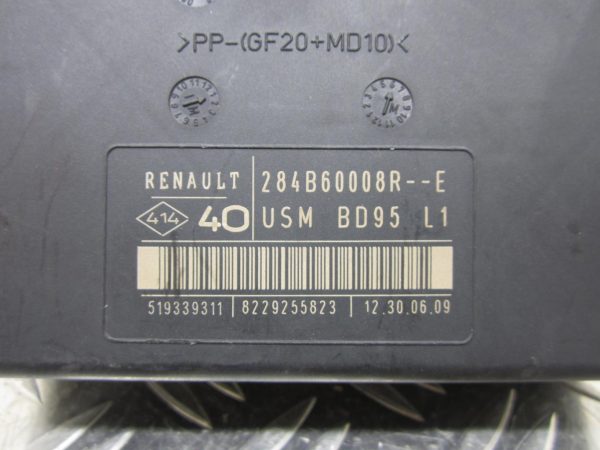 >PP-(GF20+MD10)<
RENAULT 284B60008R--E
414 40 USM BD95 L1
519339311 8229255823 12.30.06.09